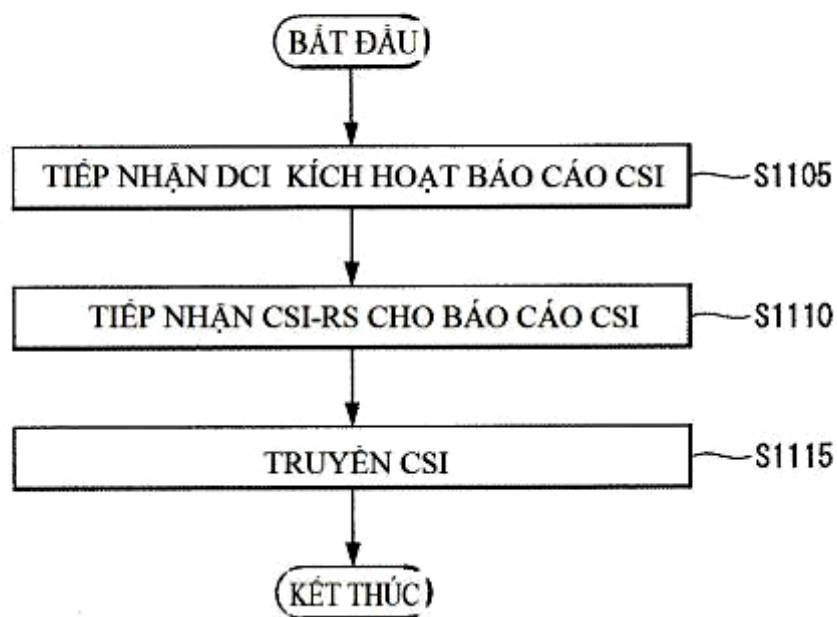 BẮT ĐẦU
TIẾP NHẬN DCI KÍCH HOẠT BÁO CÁO CSI
S1105
TIẾP NHẬN CSI-RS CHO BÁO CÁO CSI
S1110
TRUYỀN CSI
S1115
KẾT THÚC